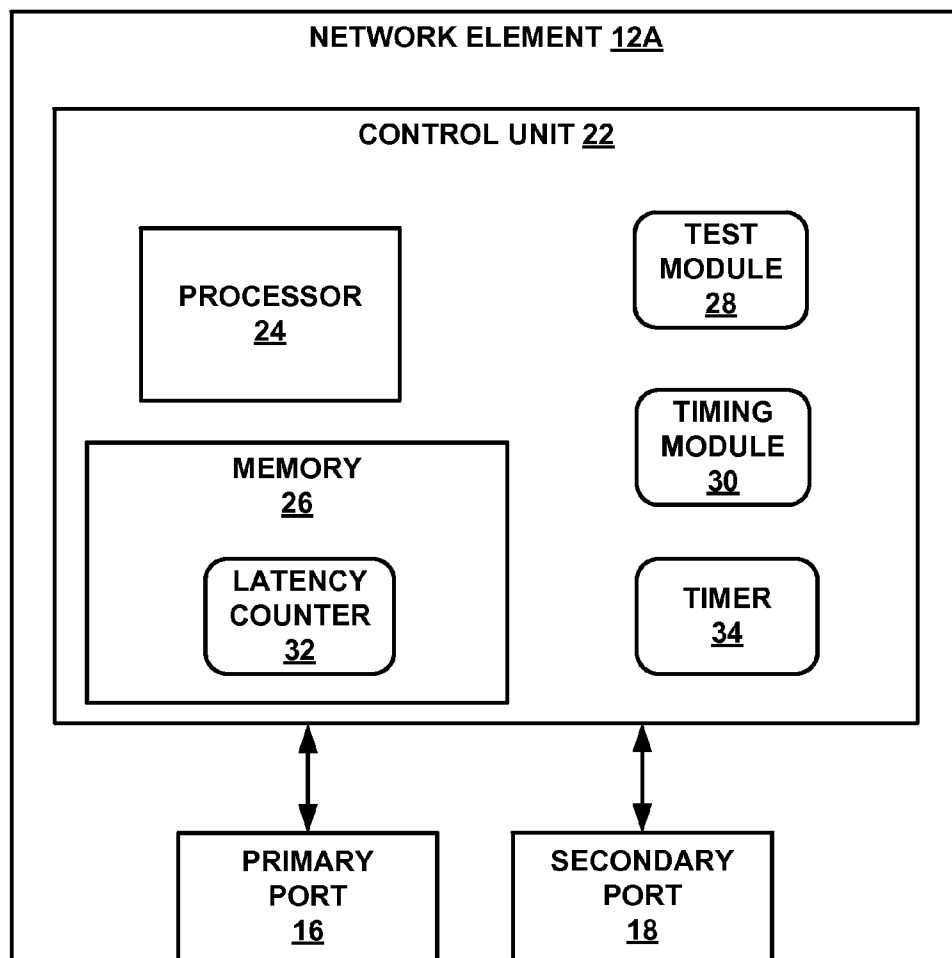 NETWORK ELEMENT 12A
CONTROL UNIT 22
PROCESSOR
24
TEST
MODULE
28
TIMING
MODULE
30
MEMORY
26
LATENCY
COUNTER
32
TIMER
34
PRIMARY
PORT
16
SECONDARY
PORT
18